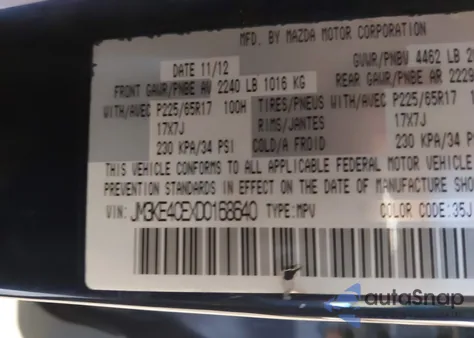 MFD. BY MAZDA MOTOR CORPORATION
DATE 11/12 GVWR/PNBV 4462 LB 20
FRONT GAWR/PNBE AV 2240 LB 1016 KG REAR GAWR/PNBE AR 2229
WITH/AVEC P225/65R17 100H TIRES/PNEUS WITH/AVEC P225/65R17
17X7J RIMS/JANTES 17X7J
230 KPA/34 PSI COLD/A FROID 230 KPA/34 PSI
THIS VEHICLE CONFORMS TO ALL APPLICABLE FEDERAL MOTOR VEHICLE
PREVENTION STANDARDS IN EFFECT ON THE DATE OF MANUFACTURE SHO
VIN: JM3KE4CEXD0168640 TYPE:MPV COLOR CODE:35J
autoSnap